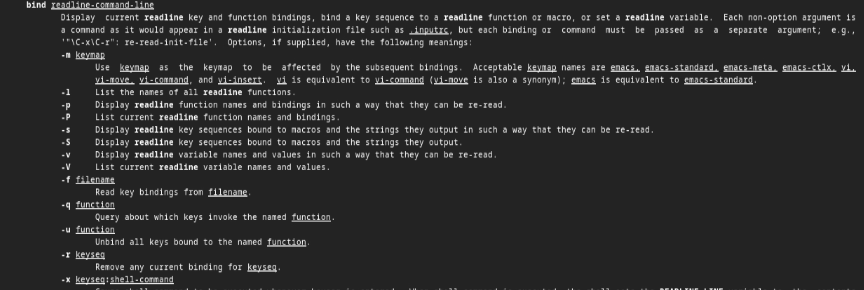 bind readline-command-line
Display current readline key and function bindings, bind a key sequence to a readline function or macro, or set a readline variable. Each non-option argument is
a command as it would appear in a readline initialization file such as .inputrc, but each binding or command must be passed as a separate argument; e.g.,
'"\C-x\C-r": re-read-init-file'. Options, if supplied, have the following meanings:
-m keymap
Use keymap as the keymap to be affected by the subsequent bindings. Acceptable keymap names are emacs, emacs-standard, emacs-meta, emacs-ctlx, vi,
vi-move, vi-command, and vi-insert. vi is equivalent to vi-command (vi-move is also a synonym); emacs is equivalent to emacs-standard.
-l List the names of all readline functions.
-p Display readline function names and bindings in such a way that they can be re-read.
-P List current readline function names and bindings.
-s Display readline key sequences bound to macros and the strings they output in such a way that they can be re-read.
-S Display readline key sequences bound to macros and the strings they output.
-v Display readline variable names and values in such a way that they can be re-read.
-V List current readline variable names and values.
-f filename
Read key bindings from filename.
-q function
Query about which keys invoke the named function.
-u function
Unbind all keys bound to the named function.
-r keyseq
Remove any current binding for keyseq.
-x keyseq:shell-command